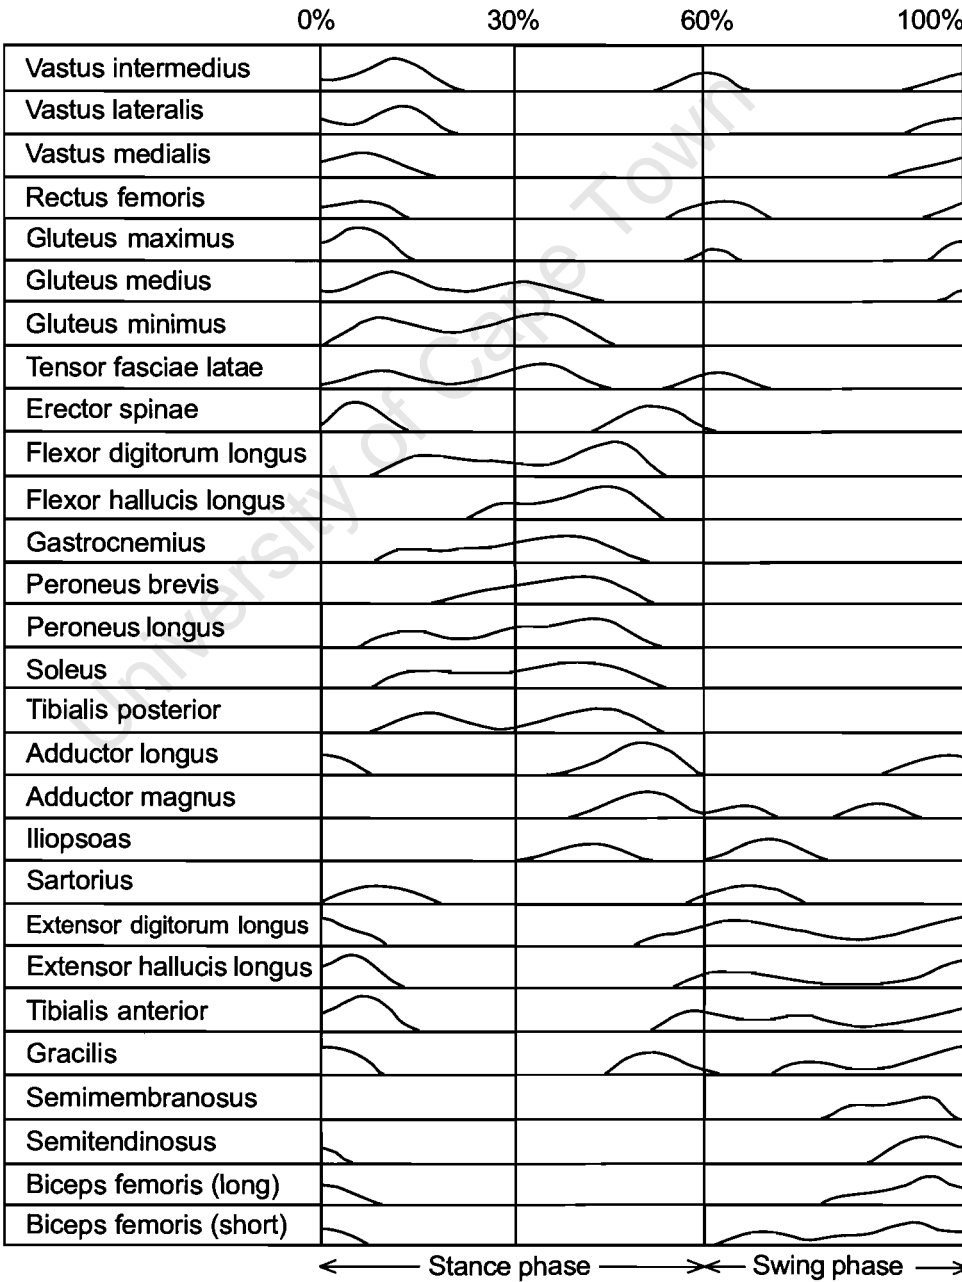 0% 30% 60% 100%
Vastus intermedius
Vastus lateralis
Vastus medialis
Rectus femoris
Gluteus maximus
Gluteus medius
Gluteus minimus
Tensor fasciae latae
Erector spinae
Flexor digitorum longus
Flexor hallucis longus
Gastrocnemius
Peroneus brevis
Peroneus longus
Soleus
Tibialis posterior
Adductor longus
Adductor magnus
Iliopsoas
Sartorius
Extensor digitorum longus
Extensor hallucis longus
Tibialis anterior
Gracilis
Semimembranosus
Semitendinosus
Biceps femoris (long)
Biceps femoris (short)
Stance phase Swing phase
University of Cape Town